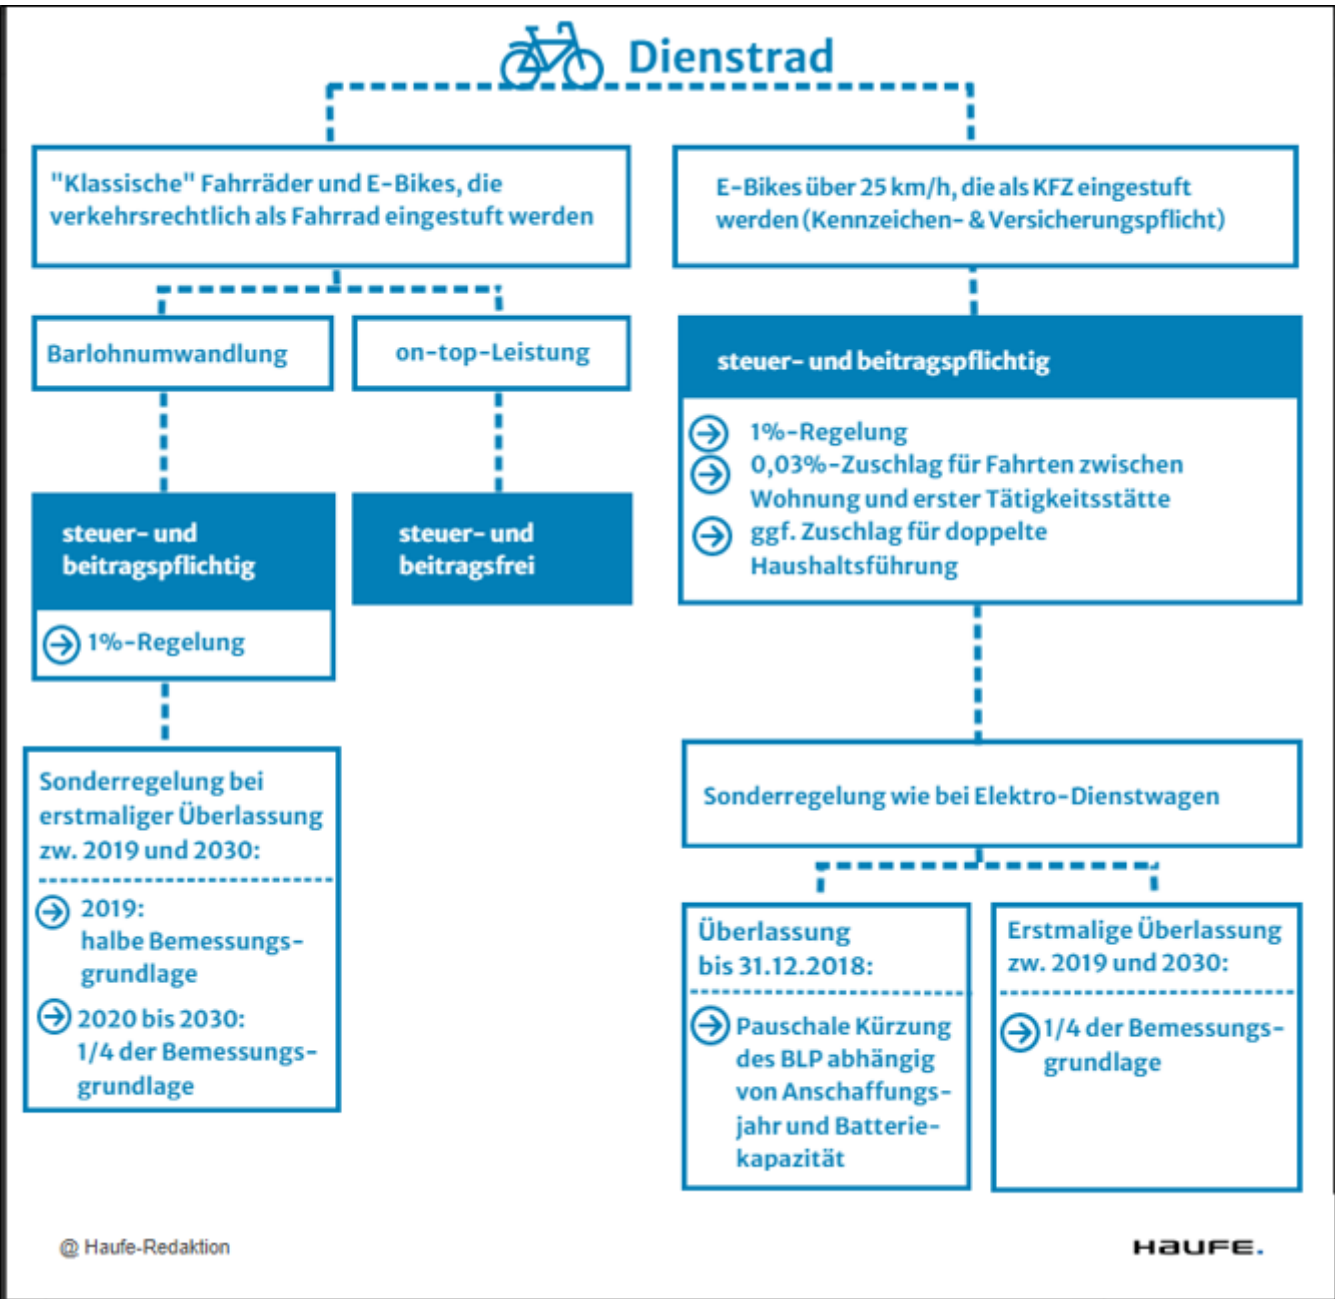 Dienstrad
"Klassische" Fahrräder und E-Bikes, die
verkehrsrechtlich als Fahrrad eingestuft werden
E-Bikes über 25 km/h, die als KFZ eingestuft
werden (Kennzeichen- & Versicherungspflicht)
Barlohnumwandlung
on-top-Leistung
steuer- und beitragspflichtig
1%-Regelung
0,03%-Zuschlag für Fahrten zwischen
Wohnung und erster Tätigkeitsstätte
ggf. Zuschlag für doppelte
Haushaltsführung
steuer- und
beitragspflichtig
1%-Regelung
steuer- und
beitragsfrei
Sonderregelung bei
erstmaliger Überlassung
zw. 2019 und 2030:
2019:
halbe Bemessungs-
grundlage
2020 bis 2030:
1/4 der Bemessungs-
grundlage
Sonderregelung wie bei Elektro-Dienstwagen
Überlassung
bis 31.12.2018:
Pauschale Kürzung
des BLP abhängig
von Anschaffungs-
jahr und Batterie-
kapazität
Erstmalige Überlassung
zw. 2019 und 2030:
1/4 der Bemessungs-
grundlage
@ Haufe-Redaktion
HAUFE.